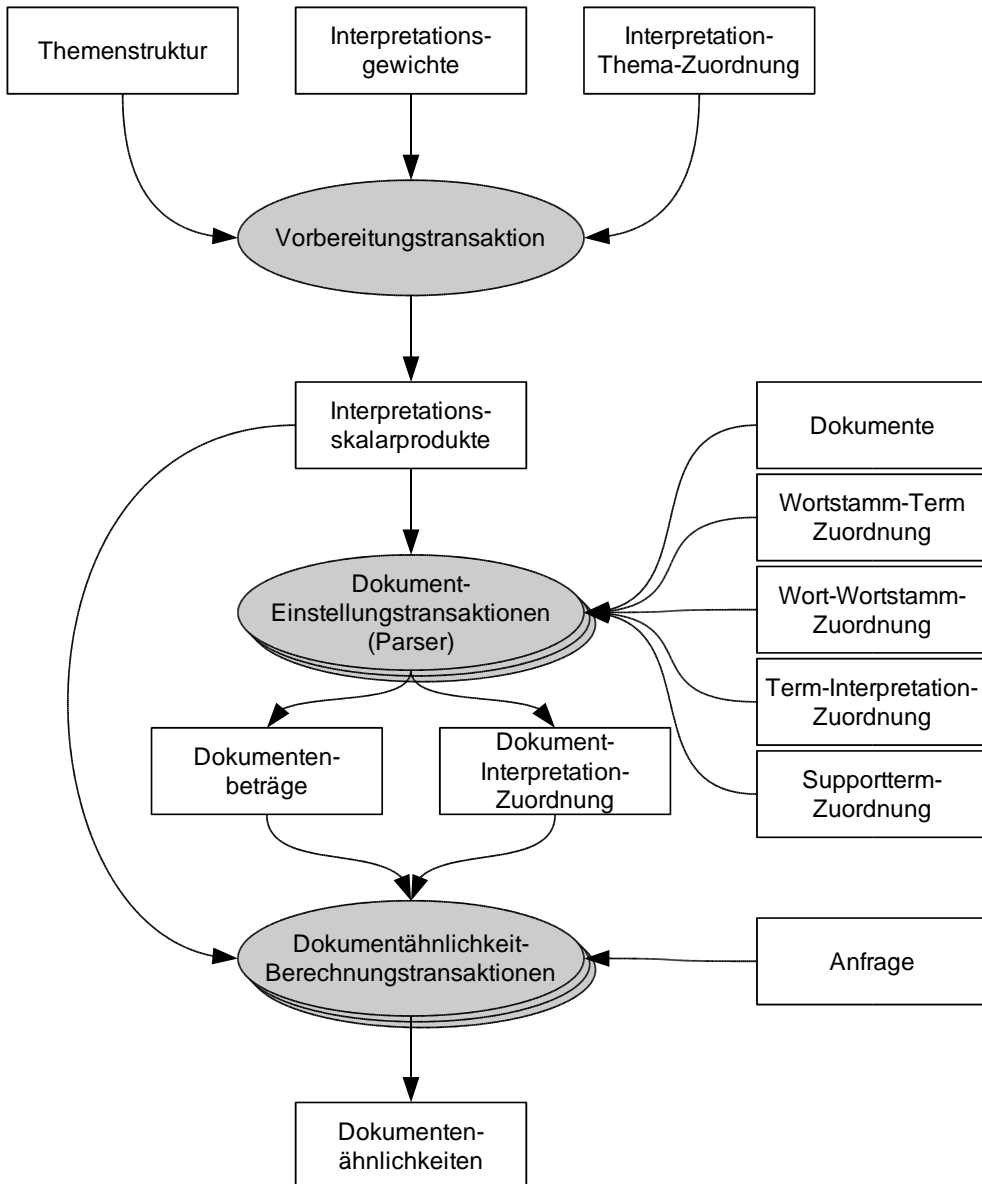 Themenstruktur
Interpretations-
gewichte
Interpretation-
Thema-Zuordnung
Vorbereitungstransaktion
Interpretations-
skalarprodukte
Dokumente
Wortstamm-Term
Zuordnung
Dokument-
Einstellungstransaktionen
(Parser)
Wort-Wortstamm-
Zuordnung
Term-Interpretation-
Zuordnung
Dokumenten-
beträge
Dokument-
Interpretation-
Zuordnung
Supportterm-
Zuordnung
Dokumentähnlichkeit-
Berechnungstransaktionen
Anfrage
Dokumenten-
ähnlichkeiten